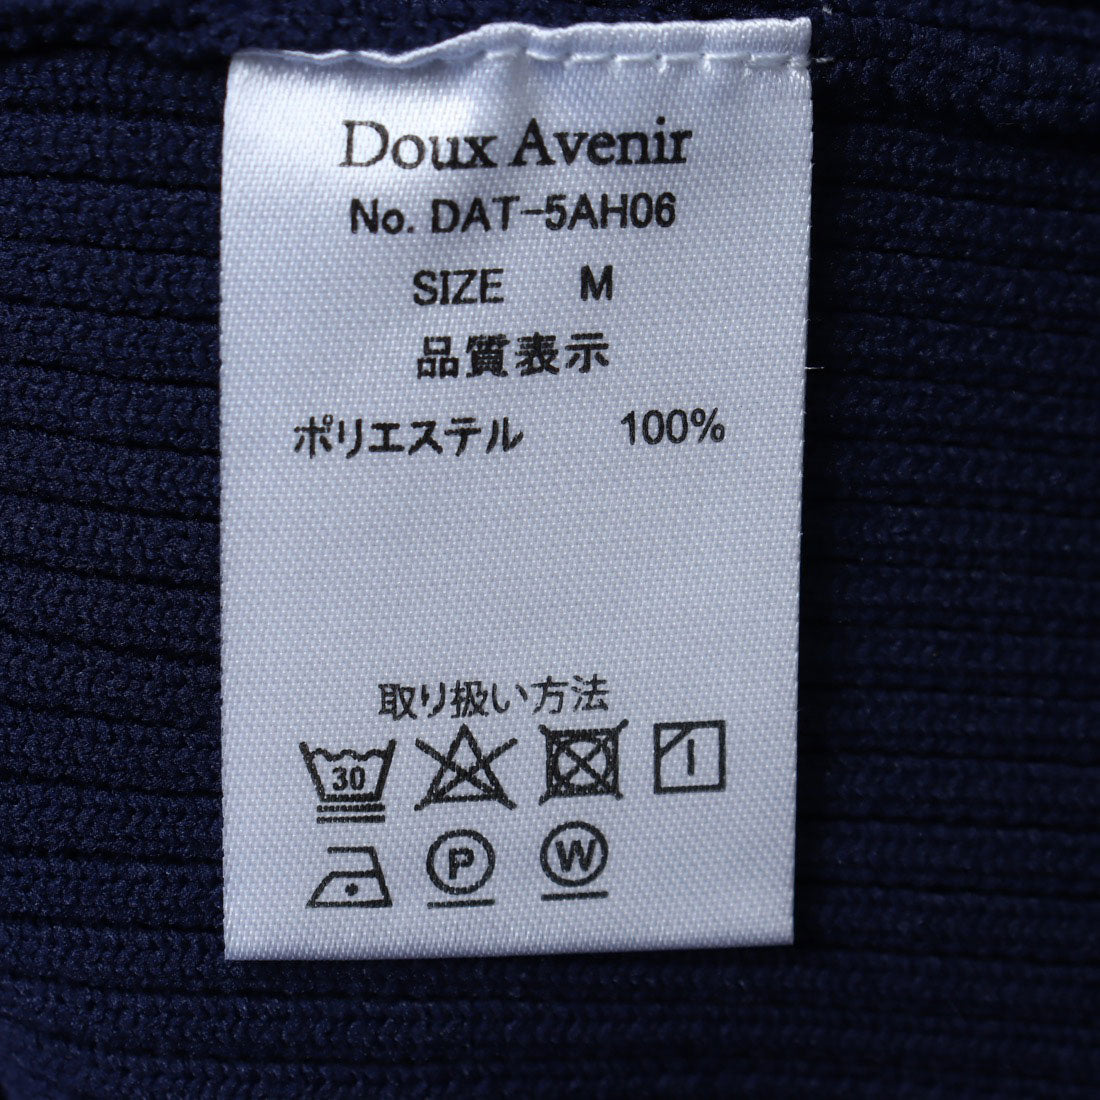 Doux Avenir
No. DAT-5AH06
SIZE M
品質表示
ポリエステル 100%
取り扱い方法
30
P W